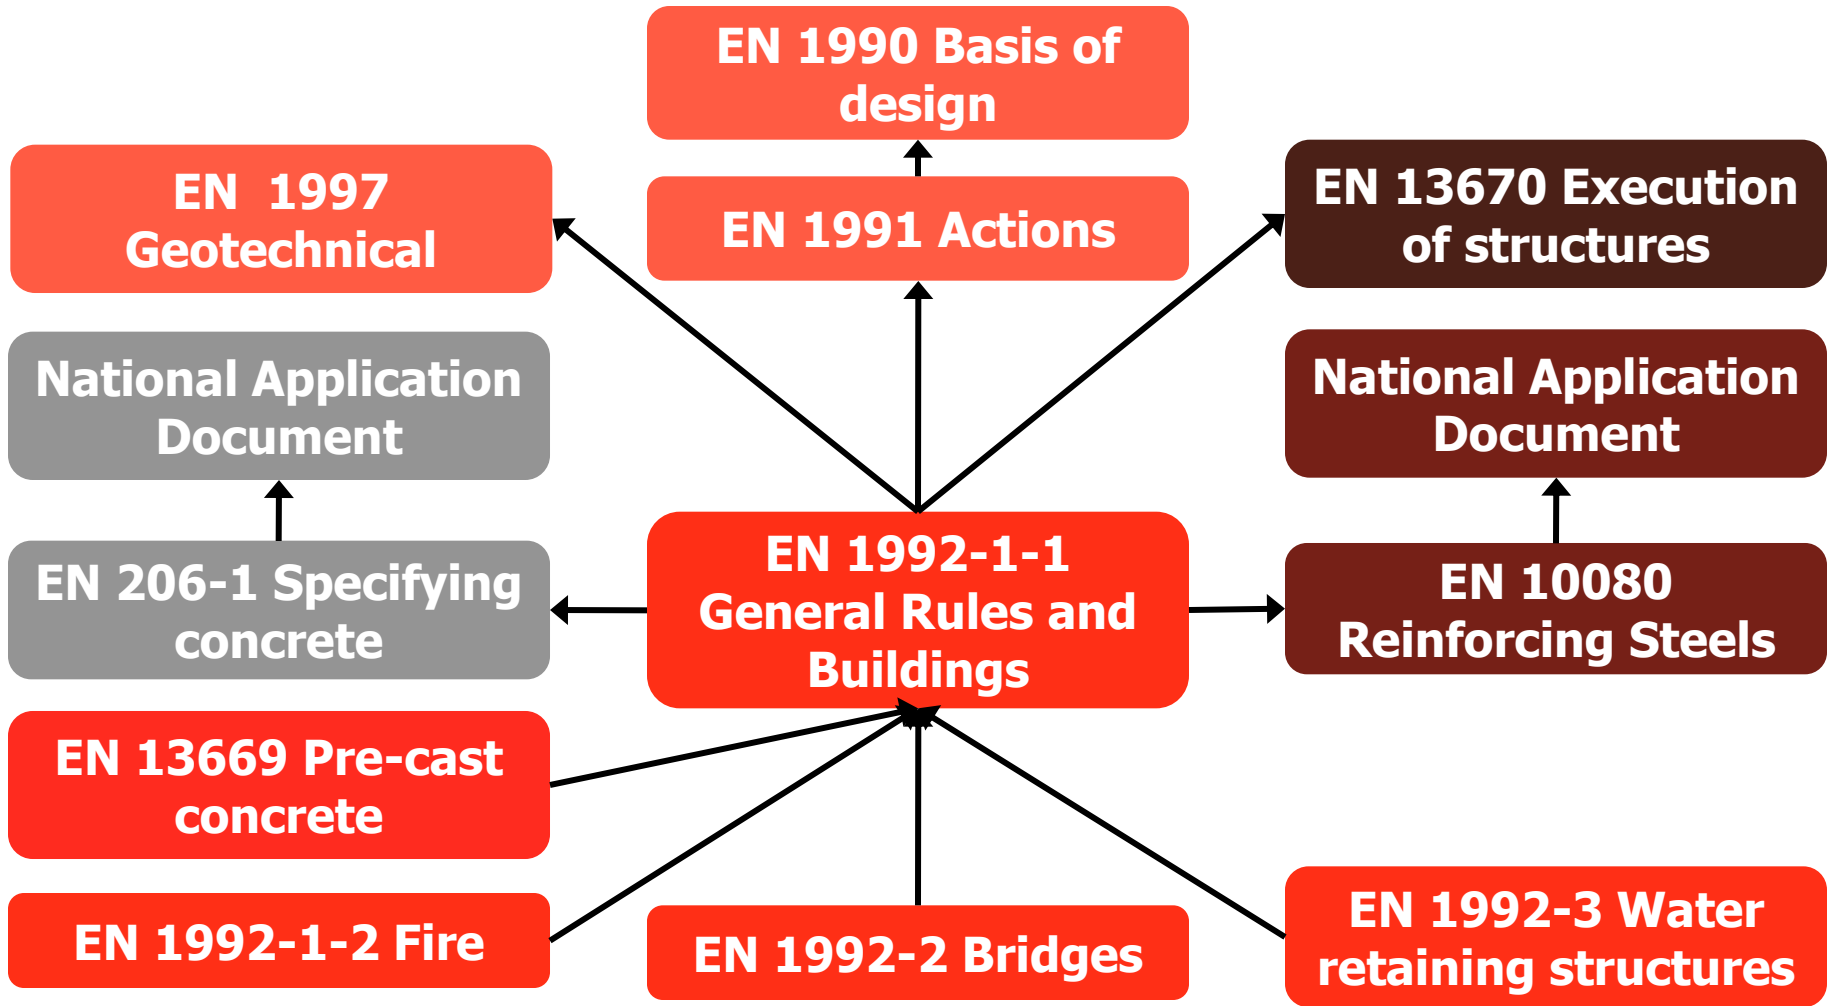 EN 1990 Basis of
design
EN  1997
Geotechnical
EN 1991 Actions
EN 13670 Execution
of structures
National Application
Document
National Application
Document
EN 206-1 Specifying
concrete
EN 1992-1-1
General Rules and
Buildings
EN 10080
Reinforcing Steels
EN 13669 Pre-cast
concrete
EN 1992-1-2 Fire
EN 1992-2 Bridges
EN 1992-3 Water
retaining structures